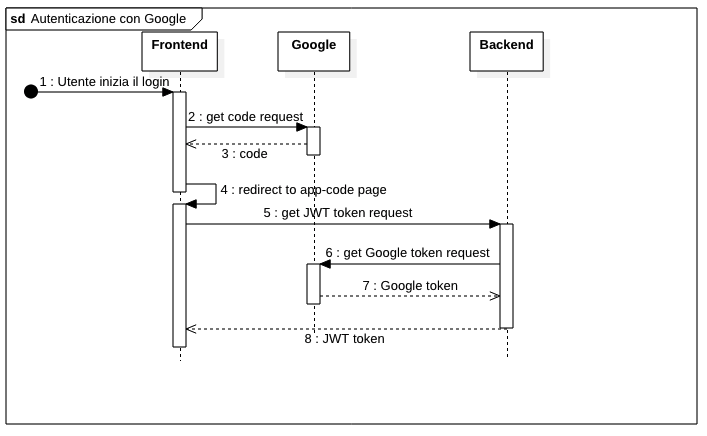 sd Autenticazione con Google
Frontend
Google
Backend
1 : Utente inizia il login
2 : get code request
3 : code
4 : redirect to app-code page
5 : get JWT token request
6 : get Google token request
7 : Google token
8 : JWT token